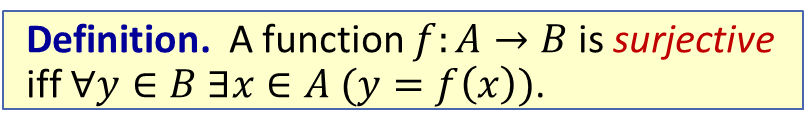 Definition. A function f: A → B is surjective
iff ∀y ∈ B ∃x ∈ A (y = f(x)).